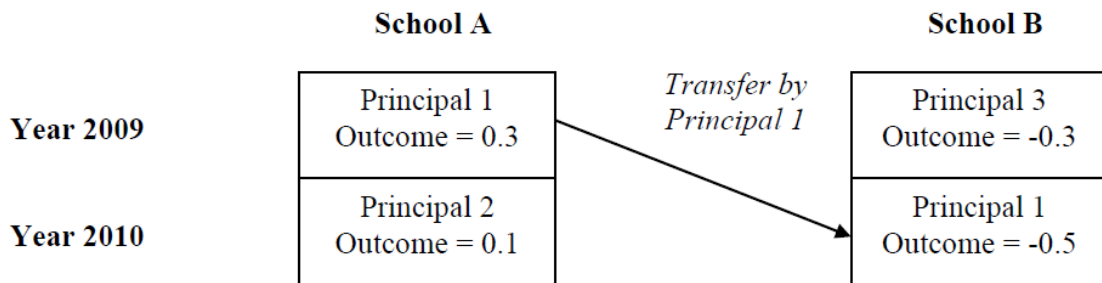 School A
School B
Principal 1
Outcome = 0.3
Transfer by
Principal 1
Principal 3
Outcome = -0.3
Year 2009
Principal 2
Outcome = 0.1
Principal 1
Outcome = -0.5
Year 2010